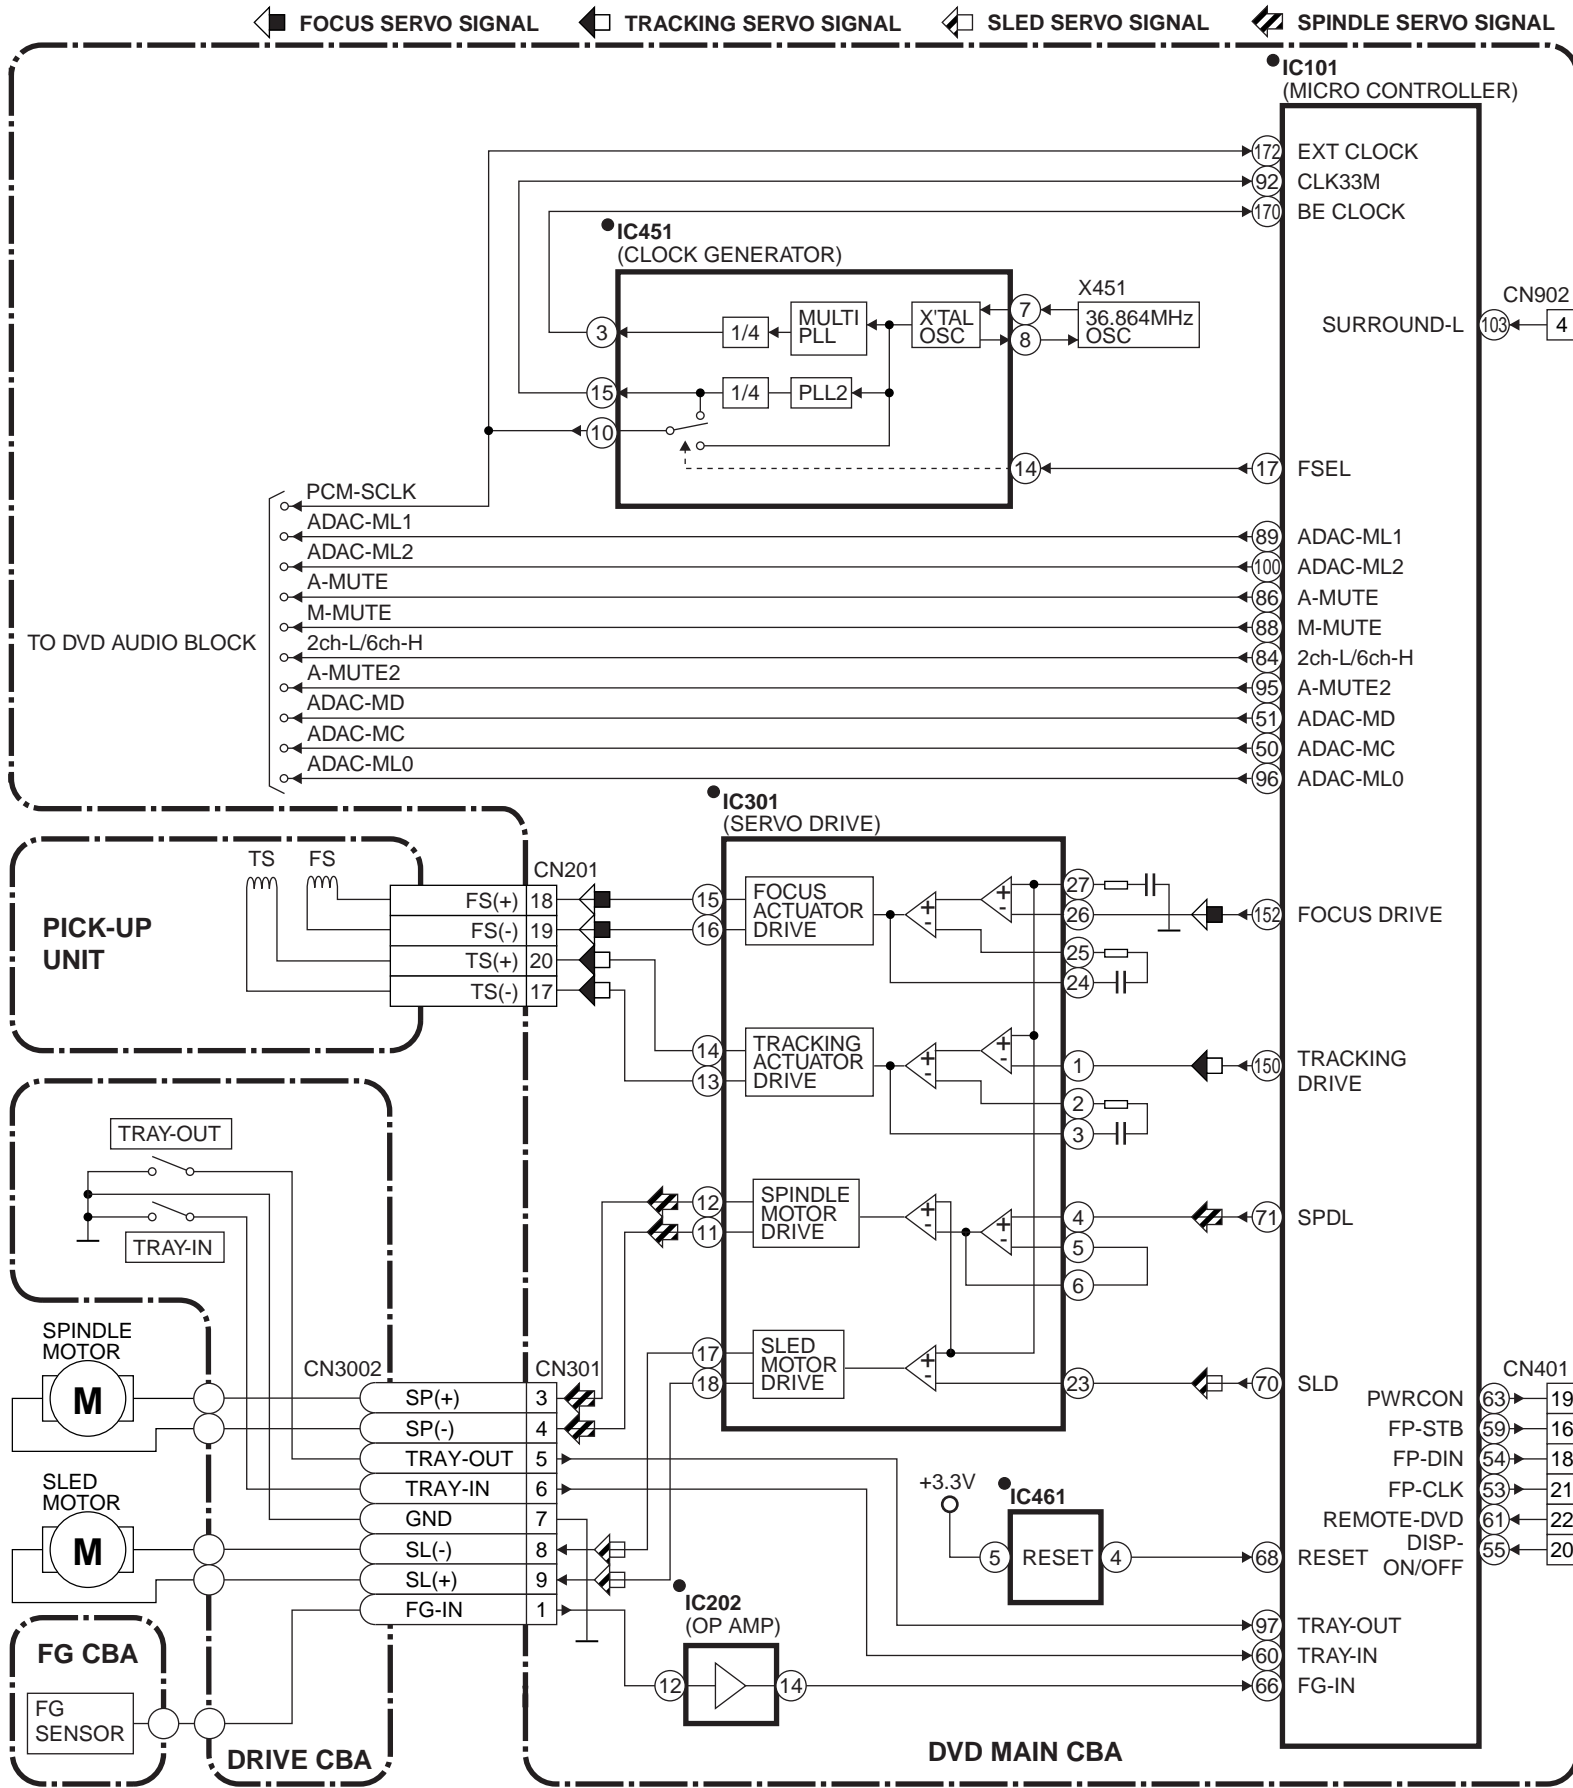 FOCUS SERVO SIGNAL TRACKING SERVO SIGNAL SLED SERVO SIGNAL SPINDLE SERVO SIGNAL
IC101
(MICRO CONTROLLER)
172 EXT CLOCK
92 CLK33M
170 BE CLOCK
IC451
(CLOCK GENERATOR)
3 1/4 MULTI PLL X'TAL OSC 7 8
X451
36.864MHz
OSC
CN902
SURROUND-L 103 4
15 1/4 PLL2
10
14 17 FSEL
PCM-SCLK
ADAC-ML1 89 ADAC-ML1
ADAC-ML2 100 ADAC-ML2
A-MUTE 86 A-MUTE
M-MUTE 88 M-MUTE
TO DVD AUDIO BLOCK
2ch-L/6ch-H 84 2ch-L/6ch-H
A-MUTE2 95 A-MUTE2
ADAC-MD 51 ADAC-MD
ADAC-MC 50 ADAC-MC
ADAC-ML0 96 ADAC-ML0
IC301
(SERVO DRIVE)
PICK-UP
UNIT
TS FS
CN201
FS(+) 18
FS(-) 19
TS(+) 20
TS(-) 17
15
16
FOCUS
ACTUATOR
DRIVE
+
-
+
-
27
26
25
24
152 FOCUS DRIVE
14
13
TRACKING
ACTUATOR
DRIVE
+
-
+
-
1
2
3
150 TRACKING
DRIVE
TRAY-OUT
TRAY-IN
12
11
SPINDLE
MOTOR
DRIVE
+
-
+
-
4
5
6
71 SPDL
17
18
SLED
MOTOR
DRIVE
+
-
23
70 SLD
SPINDLE
MOTOR
M
SLED
MOTOR
M
CN3002 CN301
SP(+) 3
SP(-) 4
TRAY-OUT 5
TRAY-IN 6
GND 7
SL(-) 8
SL(+) 9
FG-IN 1
CN401
PWRCON 63 19
FP-STB 59 16
FP-DIN 54 18
FP-CLK 53 21
REMOTE-DVD 61 22
DISP-
ON/OFF 55 20
+3.3V
IC461
5 RESET 4 68 RESET
IC202
(OP AMP)
12 14
97 TRAY-OUT
60 TRAY-IN
66 FG-IN
FG CBA
FG
SENSOR
DRIVE CBA
DVD MAIN CBA